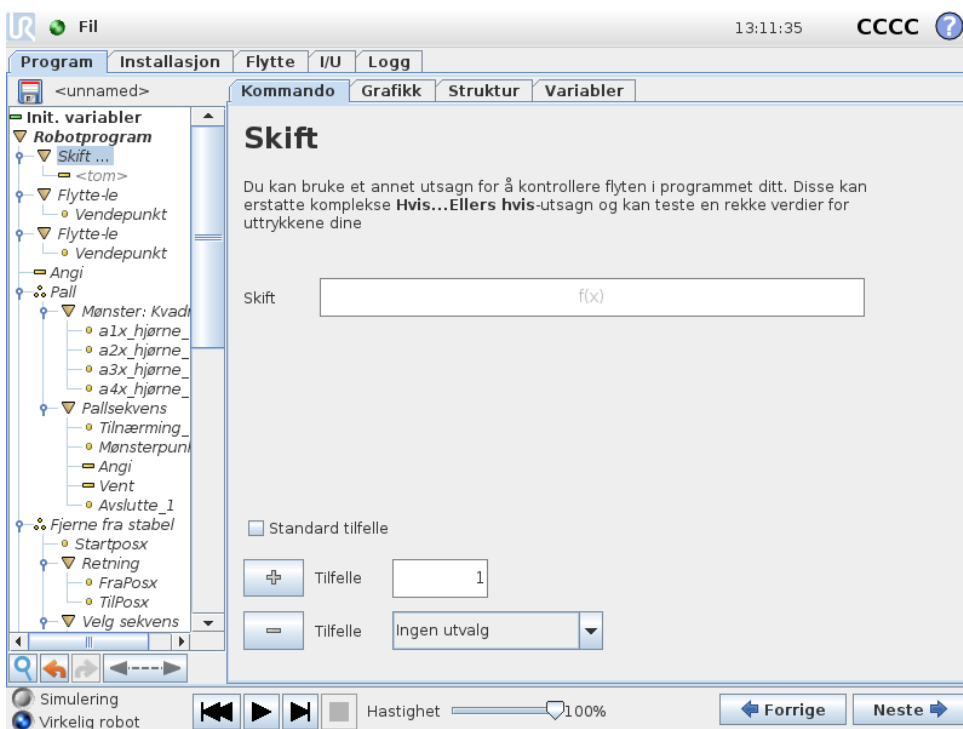 UR
Fil
13:11:35
CCCC
?
Program
Installasjon
Flytte
I/U
Logg
<unnamed>
Kommando
Grafikk
Struktur
Variabler
Init. variabler
Robotprogram
Skift ...
<tom>
Flytte-le
Vendepunkt
Flytte-le
Vendepunkt
Angi
Pall
Mønster: Kvadr
a1x_hjørne_
a2x_hjørne_
a3x_hjørne_
a4x_hjørne_
Pallsekvens
Tilnærming_
Mønsterpunl
Angi
Vent
Avslutte_1
Fjerne fra stabel
Startposx
Retning
FraPosx
TilPosx
Velg sekvens
Skift
Du kan bruke et annet utsagn for å kontrollere flyten i programmet ditt. Disse kan
erstatte komplekse Hvis...Ellers hvis-utsagn og kan teste en rekke verdier for
uttrykkene dine
Skift
f(x)
Standard tilfelle
Tilfelle
1
Tilfelle
Ingen utvalg
Simulering
Virkelig robot
Hastighet
100%
Forrige
Neste